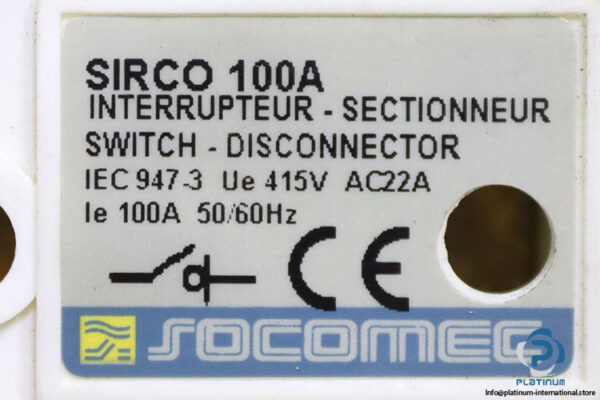 SIRCO 100A
INTERRUPTEUR - SECTIONNEUR
SWITCH - DISCONNECTOR
IEC 947-3 Ue 415V AC22A
Ie 100A 50/60Hz
CE
SOCOMEC
PLATINUM
Info@platinum-international.store